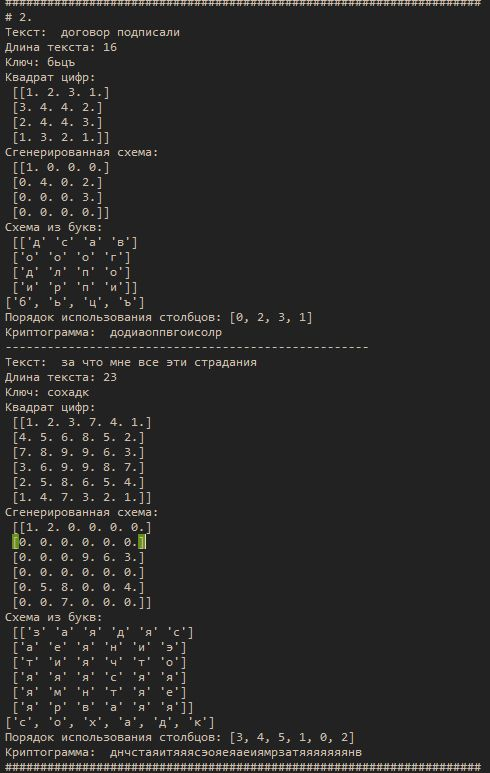 ####################################################################
# 2.
Текст:  договор подписали
Длина текста: 16
Ключ: бьцъ
Квадрат цифр:
[[1. 2. 3. 1.]
[3. 4. 4. 2.]
[2. 4. 4. 3.]
[1. 3. 2. 1.]]
Сгенерированная схема:
[[1. 0. 0. 0.]
[0. 4. 0. 2.]
[0. 0. 0. 3.]
[0. 0. 0. 0.]]
Схема из букв:
[['д' 'с' 'а' 'в']
['о' 'о' 'о' 'г']
['д' 'л' 'п' 'о']
['и' 'р' 'п' 'и']]
['б', 'ь', 'ц', 'ъ']
Порядок использования столбцов: [0, 2, 3, 1]
Криптограмма:  додиаоппвгоисолр
----------------------------------------------------
Текст:  за что мне все эти страдания
Длина текста: 23
Ключ: сохадк
Квадрат цифр:
[[1. 2. 3. 7. 4. 1.]
[4. 5. 6. 8. 5. 2.]
[7. 8. 9. 9. 6. 3.]
[3. 6. 9. 9. 8. 7.]
[2. 5. 8. 6. 5. 4.]
[1. 4. 7. 3. 2. 1.]]
Сгенерированная схема:
[[1. 2. 0. 0. 0. 0.]
[0. 0. 0. 0. 0. 0.]
[0. 0. 0. 9. 6. 3.]
[0. 0. 0. 0. 0. 0.]
[0. 5. 8. 0. 0. 4.]
[0. 0. 7. 0. 0. 0.]]
Схема из букв:
[['з' 'а' 'я' 'д' 'я' 'с']
['а' 'е' 'я' 'н' 'и' 'э']
['т' 'и' 'я' 'ч' 'т' 'о']
['я' 'я' 'я' 'с' 'я' 'я']
['я' 'м' 'н' 'т' 'я' 'е']
['я' 'р' 'в' 'а' 'я' 'я']]
['с', 'о', 'х', 'а', 'д', 'к']
Порядок использования столбцов: [3, 4, 5, 1, 0, 2]
Криптограмма:  днчстаяитяяясэояеяаеиямрзатяяяяяянв
####################################################################